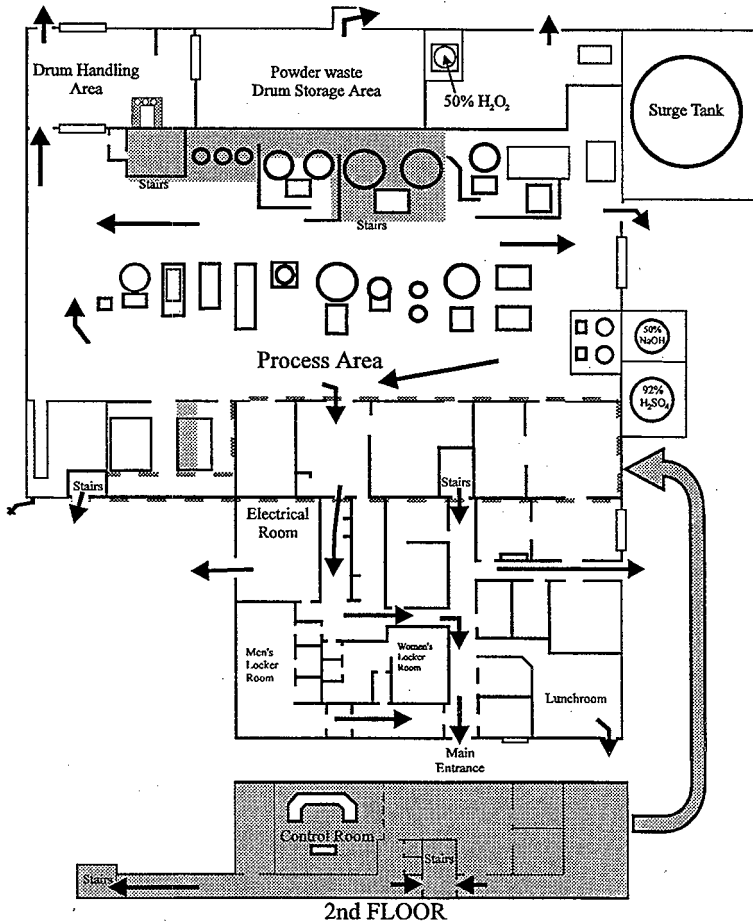 Drum Handling
Area
Powder waste
Drum Storage Area
50% H₂O₂
Surge Tank
Stairs
Stairs
Process Area
50%
NaOH
92%
H₂SO₄
Stairs
Stairs
Electrical
Room
Men's
Locker
Room
Women's
Locker
Room
Lunchroom
Main
Entrance
Control Room
Stairs
Stairs
2nd FLOOR